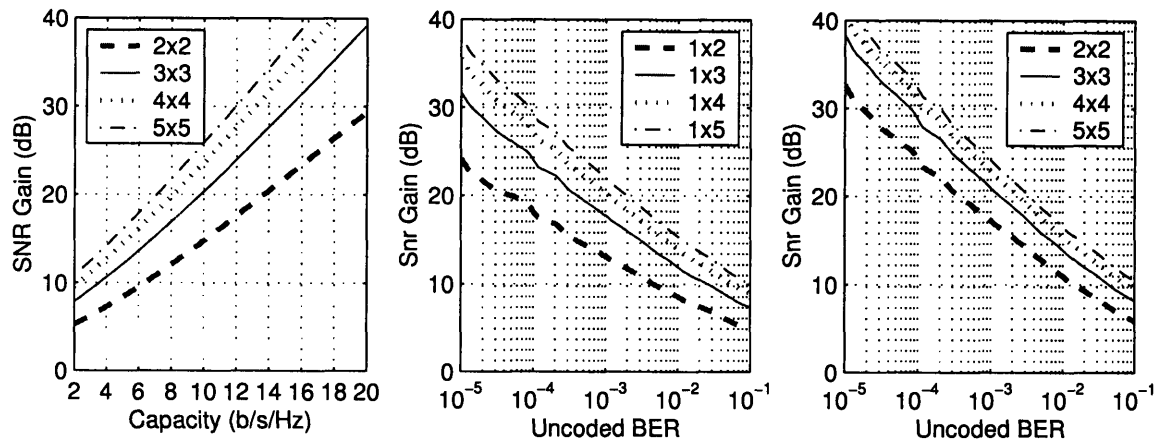 SNR Gain (dB)
40
30
20
10
0
2x2
3x3
4x4
5x5
2 4 6 8 10 12 14 16 18 20
Capacity (b/s/Hz)
Snr Gain (dB)
40
30
20
10
0
1x2
1x3
1x4
1x5
10⁻⁵ 10⁻⁴ 10⁻³ 10⁻² 10⁻¹
Uncoded BER
Snr Gain (dB)
40
30
20
10
0
2x2
3x3
4x4
5x5
10⁻⁵ 10⁻⁴ 10⁻³ 10⁻² 10⁻¹
Uncoded BER